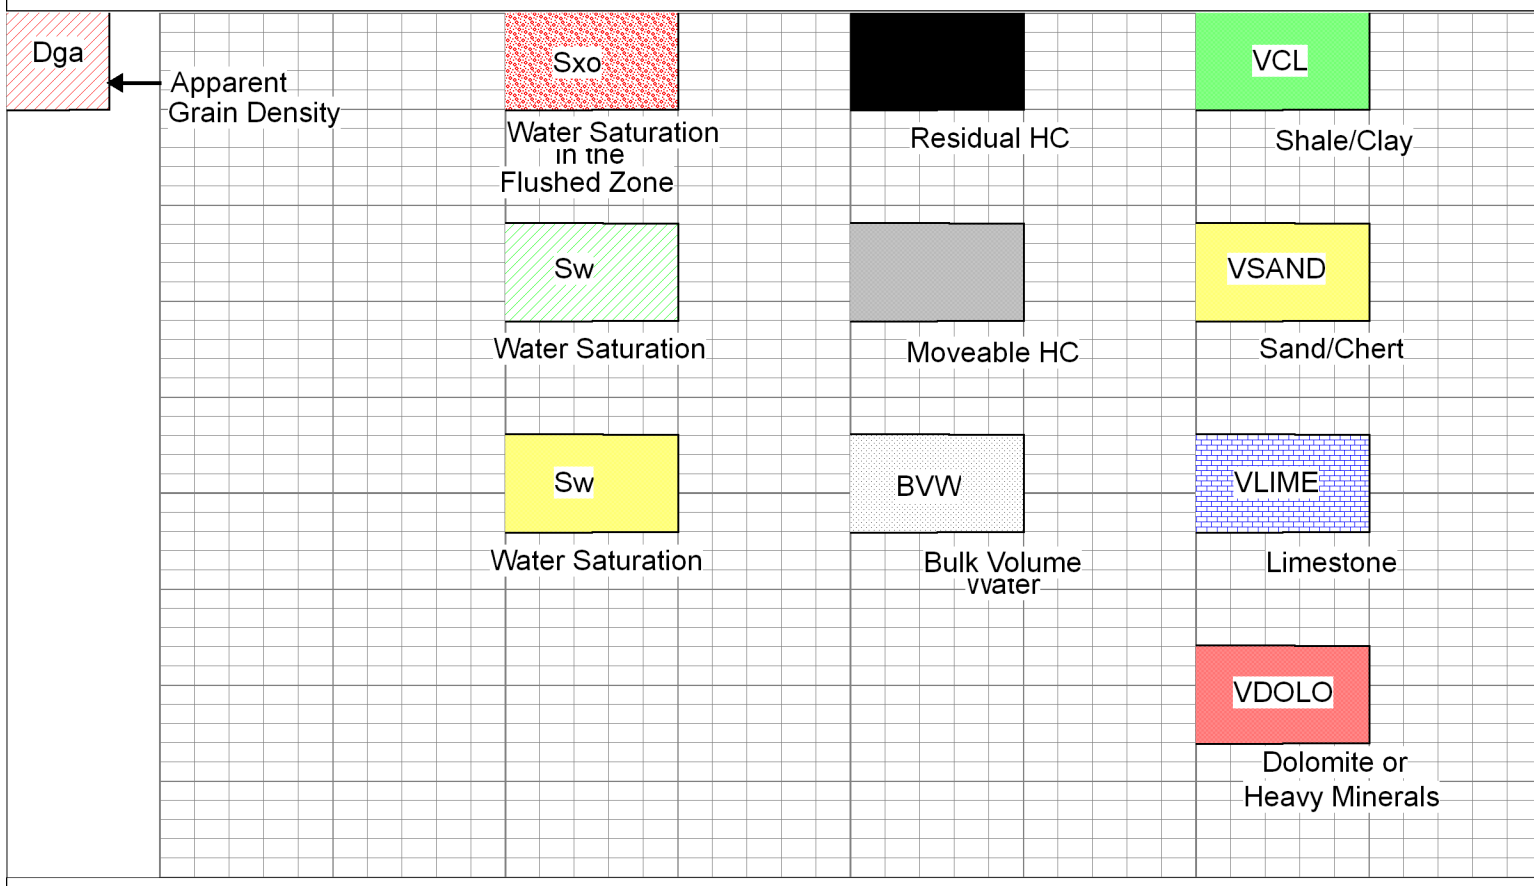 Dga
Apparent
Grain Density
Sxo
Water Saturation
in the
Flushed Zone
Residual HC
VCL
Shale/Clay
Sw
Water Saturation
Moveable HC
VSAND
Sand/Chert
Sw
Water Saturation
BVW
Bulk Volume
Water
VLIME
Limestone
VDOLO
Dolomite or
Heavy Minerals